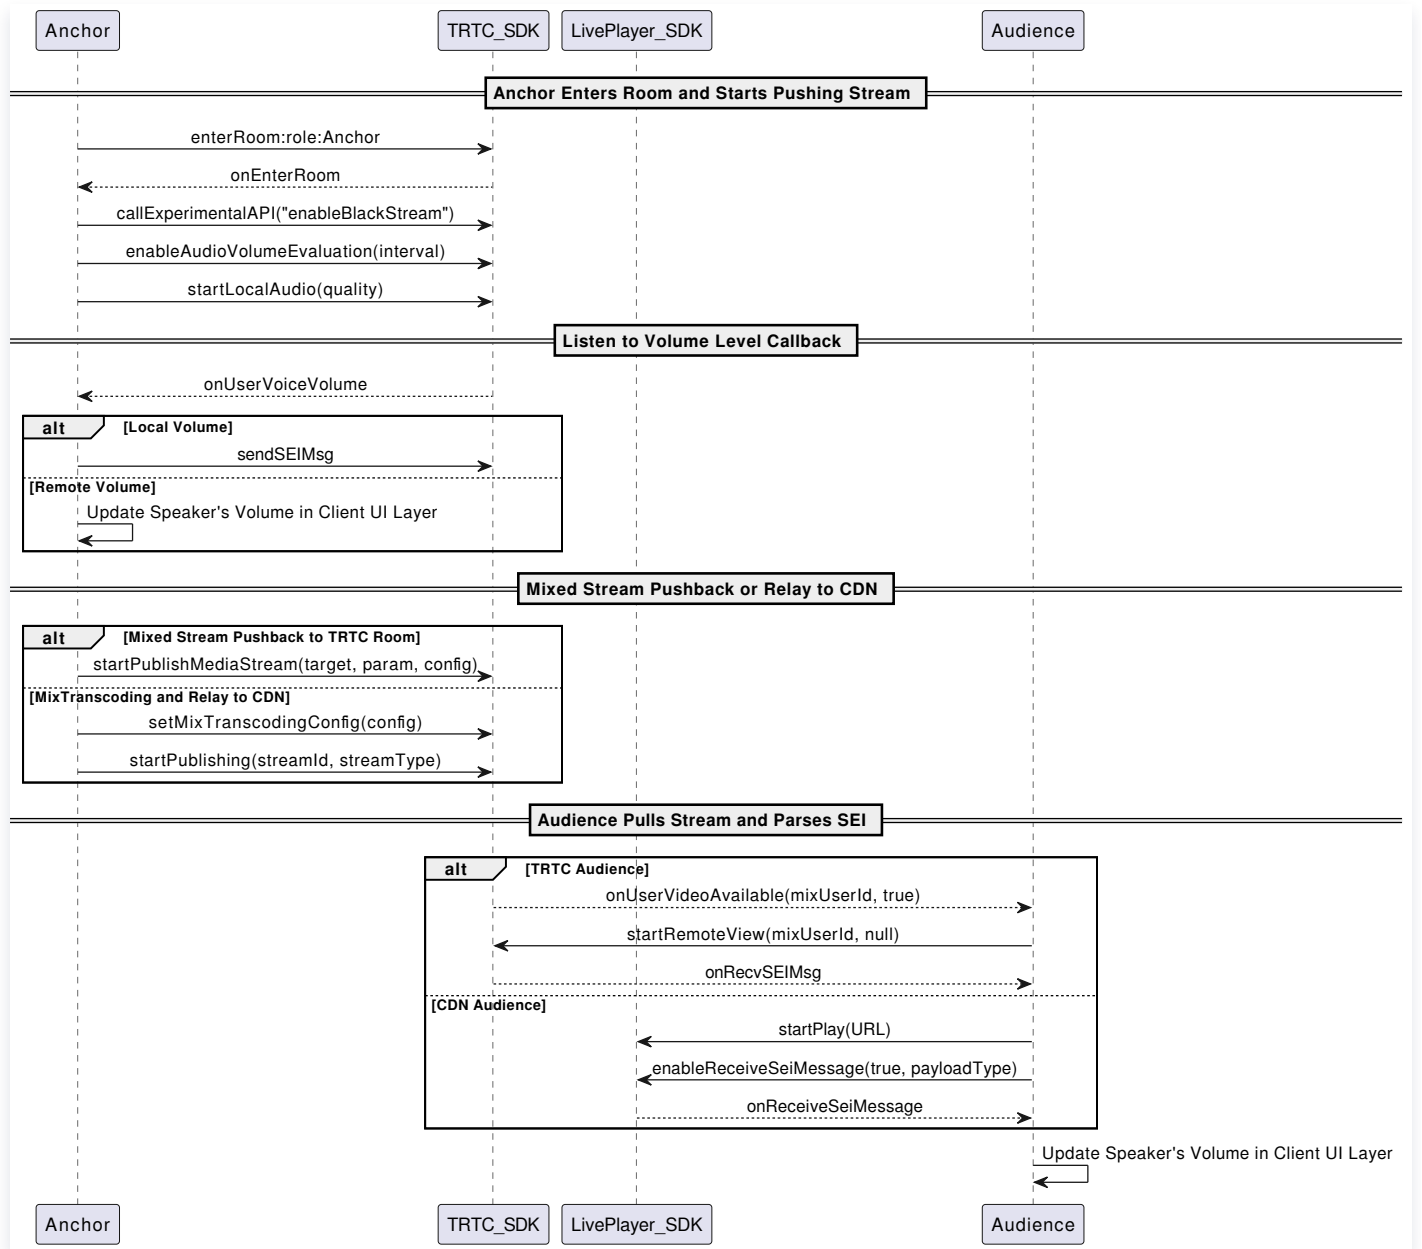 Anchor TRTC_SDK LivePlayer_SDK Audience
Anchor Enters Room and Starts Pushing Stream
enterRoom:role:Anchor
onEnterRoom
callExperimentalAPI("enableBlackStream")
enableAudioVolumeEvaluation(interval)
startLocalAudio(quality)
Listen to Volume Level Callback
onUserVoiceVolume
alt [Local Volume]
sendSEIMsg
[Remote Volume]
Update Speaker's Volume in Client UI Layer
Mixed Stream Pushback or Relay to CDN
alt [Mixed Stream Pushback to TRTC Room]
startPublishMediaStream(target, param, config)
[MixTranscoding and Relay to CDN]
setMixTranscodingConfig(config)
startPublishing(streamId, streamType)
Audience Pulls Stream and Parses SEI
alt [TRTC Audience]
onUserVideoAvailable(mixUserId, true)
startRemoteView(mixUserId, null)
onRecvSEIMsg
[CDN Audience]
startPlay(URL)
enableReceiveSeiMessage(true, payloadType)
onReceiveSeiMessage
Update Speaker's Volume in Client UI Layer
Anchor TRTC_SDK LivePlayer_SDK Audience